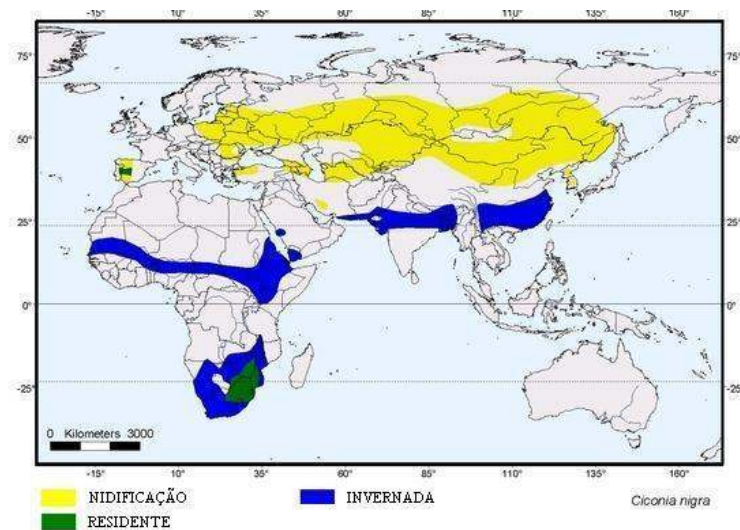 -15° 10° 35° 60° 85° 110° 135° 160°
75° 75°
50° 50°
25° 25°
0° 0°
-25° -25°
0 Kilometers 3000
-15° 10° 35° 60° 85° 110° 135° 160°
NIDIFICAÇÃO INVERNADA Ciconia nigra
RESIDENTE